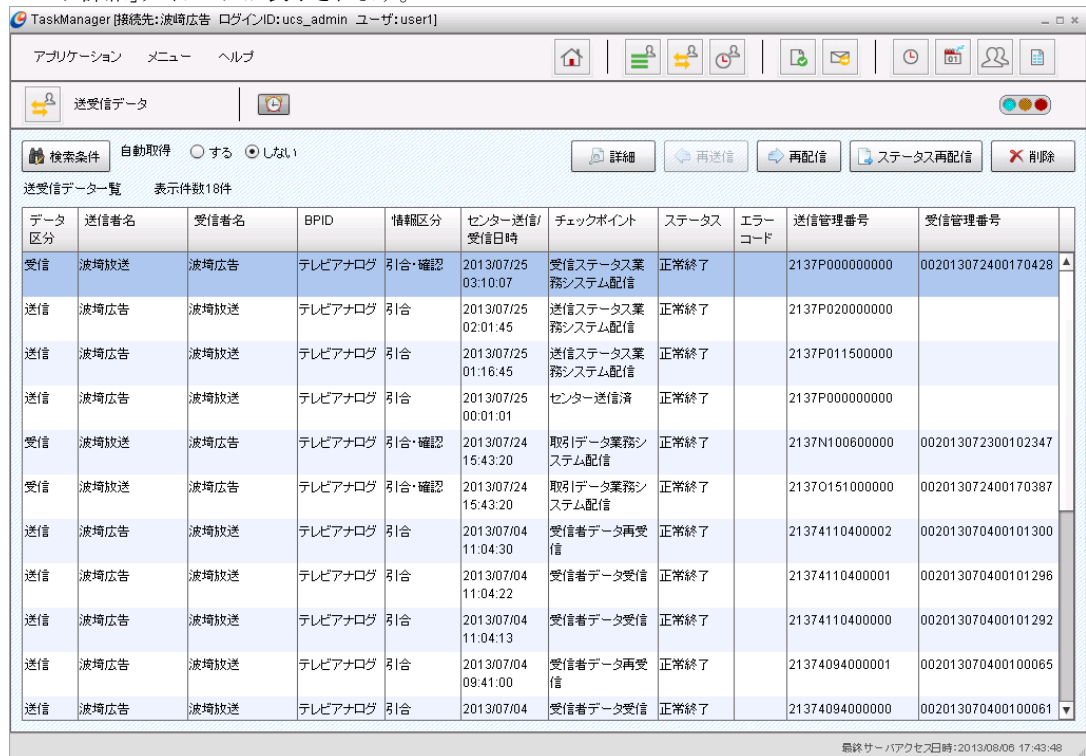 TaskManager [接続先:波崎広告 ログインID:ucs_admin ユーザ:user1]
アプリケーション メニュー ヘルプ
01
送受信データ
検索条件 自動取得 する しない 詳細 再送信 再配信 ステータス再配信 削除
送受信データ一覧 表示件数18件
データ区分 送信者名 受信者名 BPID 情報区分 センター送信/受信日時 チェックポイント ステータス エラーコード 送信管理番号 受信管理番号
受信 波崎放送 波崎広告 テレビアナログ 引合・確認 2013/07/25 03:10:07 受信ステータス業務システム配信 正常終了 2137P000000000 002013072400170428
送信 波崎広告 波崎放送 テレビアナログ 引合 2013/07/25 02:01:45 送信ステータス業務システム配信 正常終了 2137P020000000
送信 波崎広告 波崎放送 テレビアナログ 引合 2013/07/25 01:16:45 送信ステータス業務システム配信 正常終了 2137P011500000
送信 波崎広告 波崎放送 テレビアナログ 引合 2013/07/25 00:01:01 センター送信済 正常終了 2137P000000000
受信 波崎放送 波崎広告 テレビアナログ 引合・確認 2013/07/24 15:43:20 取引データ業務システム配信 正常終了 2137N100600000 002013072300102347
受信 波崎放送 波崎広告 テレビアナログ 引合・確認 2013/07/24 15:43:20 取引データ業務システム配信 正常終了 2137O151000000 002013072400170387
送信 波崎広告 波崎放送 テレビアナログ 引合 2013/07/04 11:04:30 受信者データ再受信 正常終了 21374110400002 002013070400101300
送信 波崎広告 波崎放送 テレビアナログ 引合 2013/07/04 11:04:22 受信者データ受信 正常終了 21374110400001 002013070400101296
送信 波崎広告 波崎放送 テレビアナログ 引合 2013/07/04 11:04:13 受信者データ受信 正常終了 21374110400000 002013070400101292
送信 波崎広告 波崎放送 テレビアナログ 引合 2013/07/04 09:41:00 受信者データ再受信 正常終了 21374094000001 002013070400100065
送信 波崎広告 波崎放送 テレビアナログ 引合 2013/07/04 受信者データ受信 正常終了 21374094000000 002013070400100061
最終サーバアクセス日時:2013/08/06 17:43:48